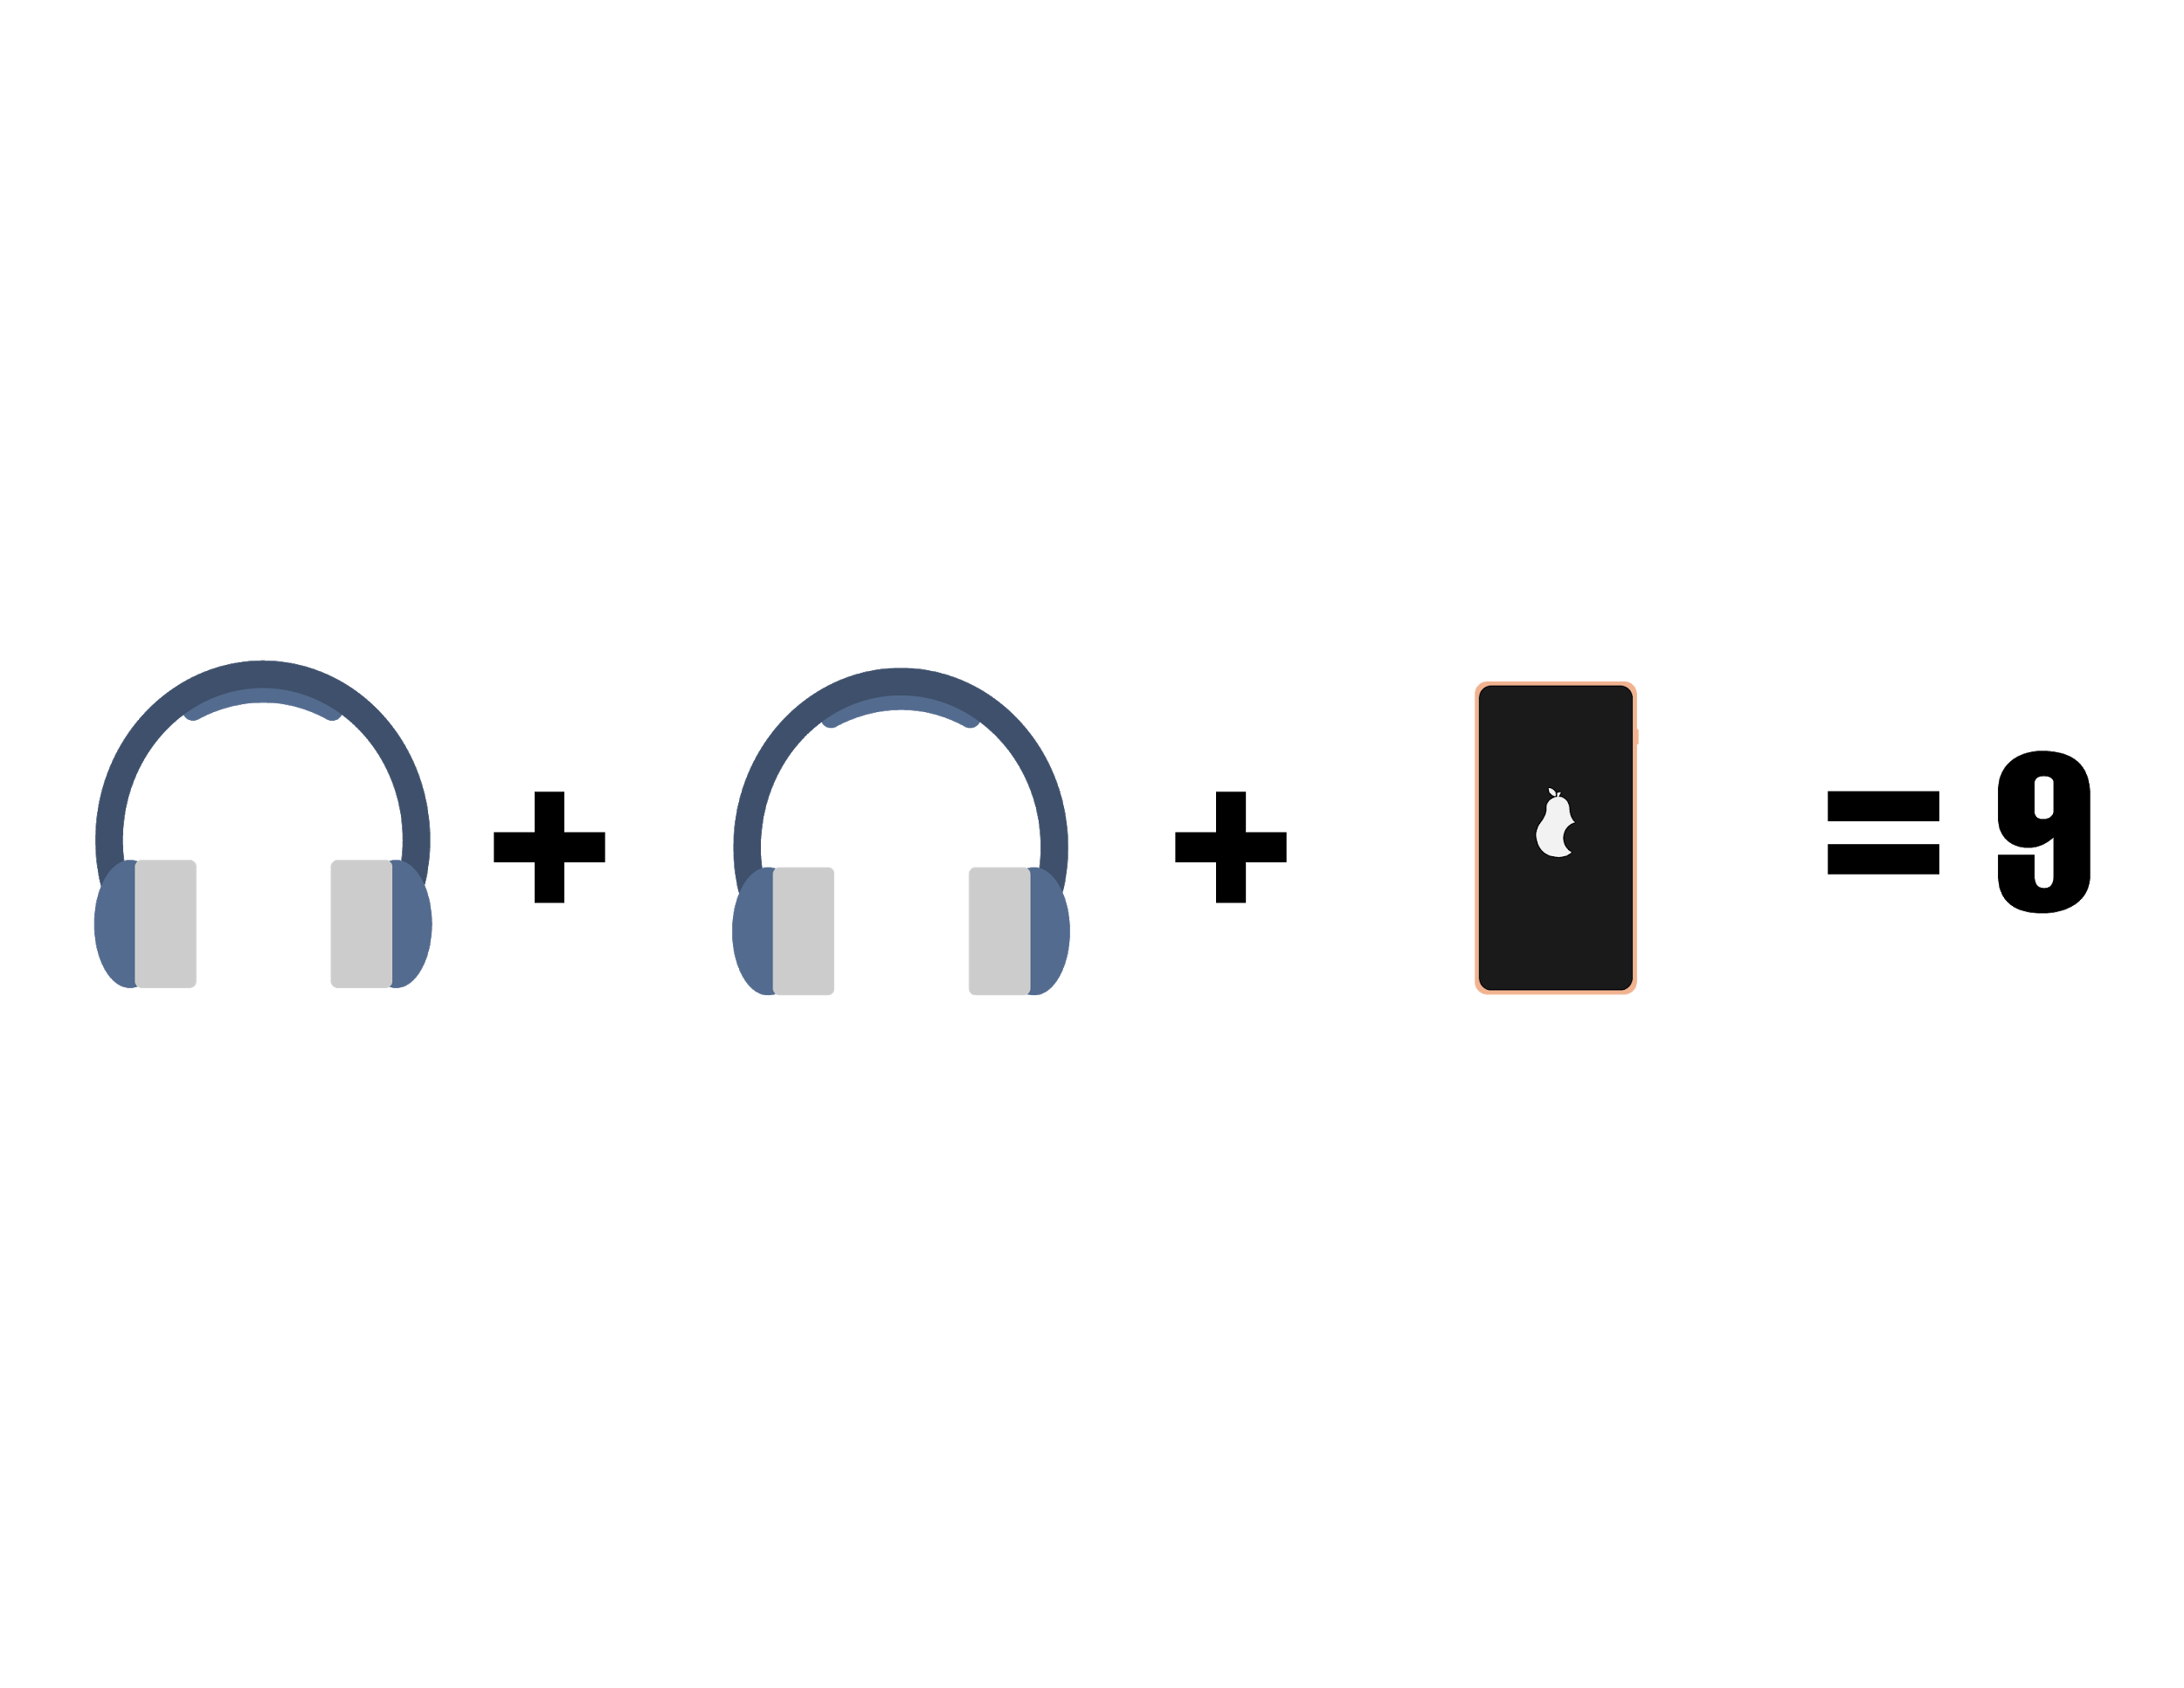 + + = 9